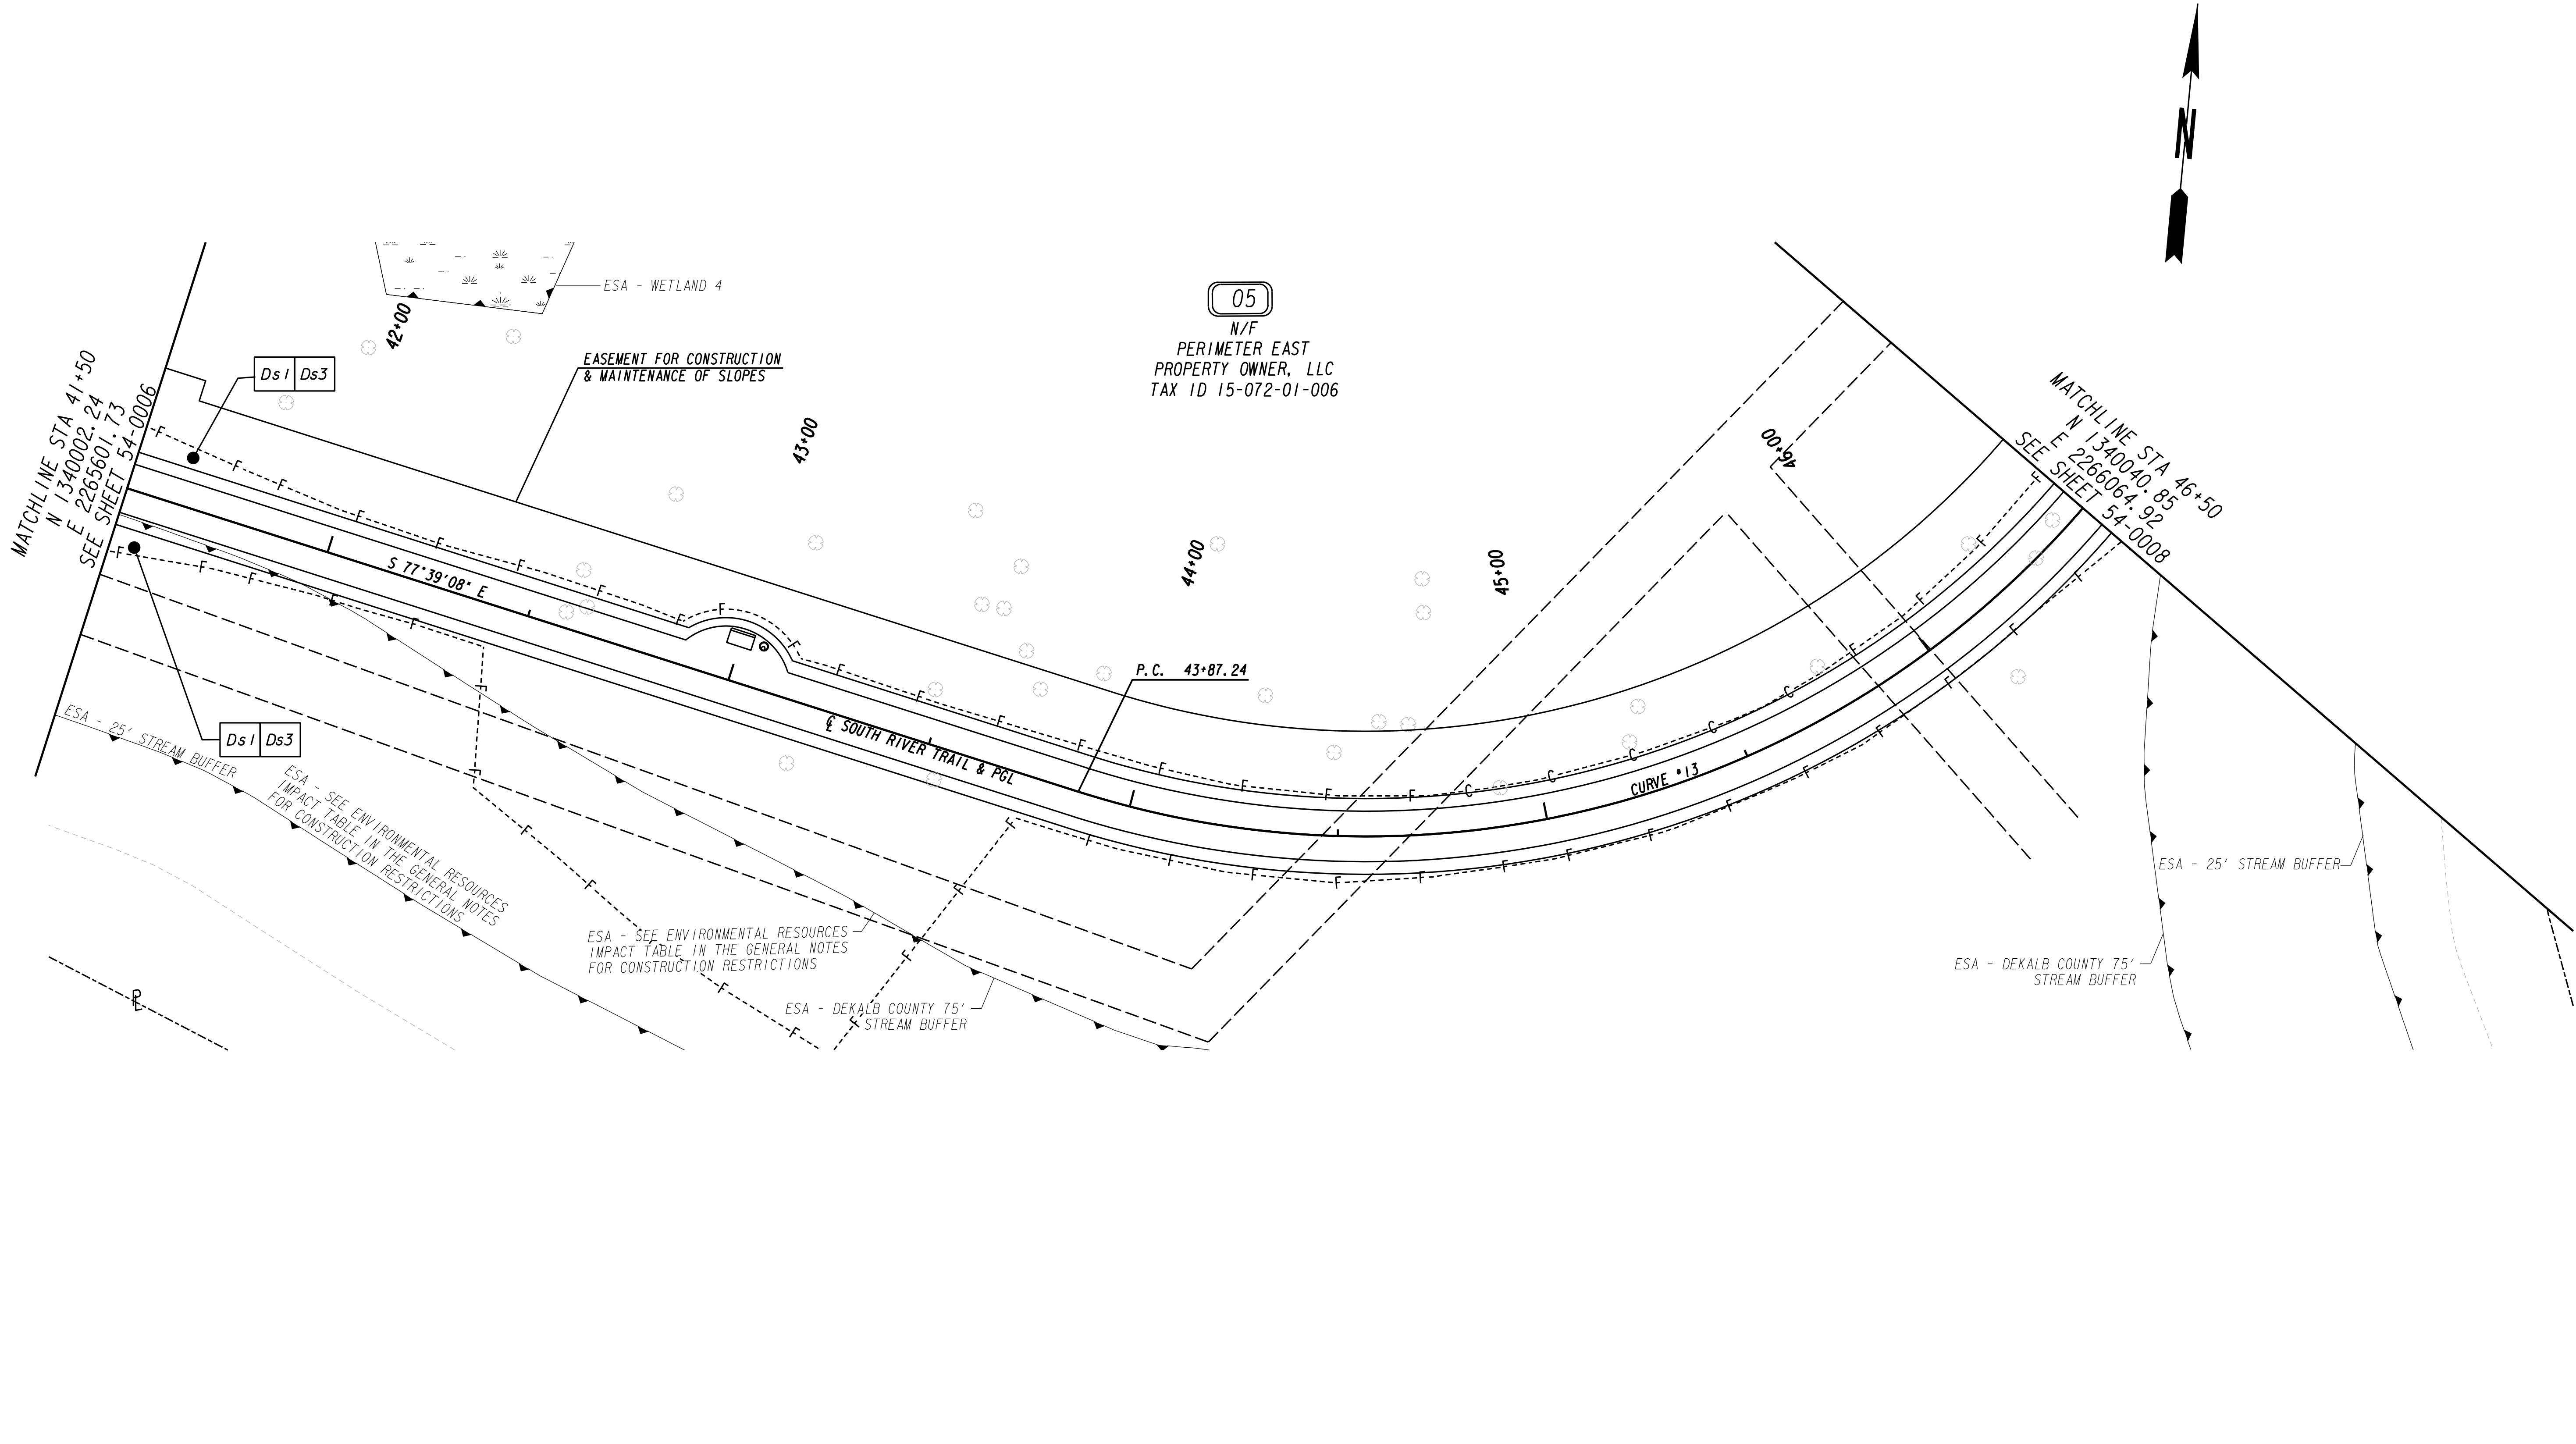 N
ESA - WETLAND 4
42+00
05
N/F
PERIMETER EAST
PROPERTY OWNER, LLC
TAX ID 15-072-01-006
EASEMENT FOR CONSTRUCTION
& MAINTENANCE OF SLOPES
Ds1 Ds3
MATCHLINE STA 41+50
N 1340002.24
E 2265601.73
SEE SHEET 54-0006
43+00
44+00
45+00
46+00
MATCHLINE STA 46+50
N 1340040.85
E 2266064.92
SEE SHEET 54-0008
S 77°39'08" E
P.C. 43+87.24
℄ SOUTH RIVER TRAIL & PGL
CURVE #13
Ds1 Ds3
ESA - 25' STREAM BUFFER
ESA - SEE ENVIRONMENTAL RESOURCES
IMPACT TABLE IN THE GENERAL NOTES
FOR CONSTRUCTION RESTRICTIONS
ESA - SEE ENVIRONMENTAL RESOURCES
IMPACT TABLE IN THE GENERAL NOTES
FOR CONSTRUCTION RESTRICTIONS
ESA - DEKALB COUNTY 75'
STREAM BUFFER
ESA - 25' STREAM BUFFER
ESA - DEKALB COUNTY 75'
STREAM BUFFER
PL
F F F F F F F F F F F F F F F F F C C C C C F F F
F F F F F F F F F F F F F F F F F F F F F F F F F F F